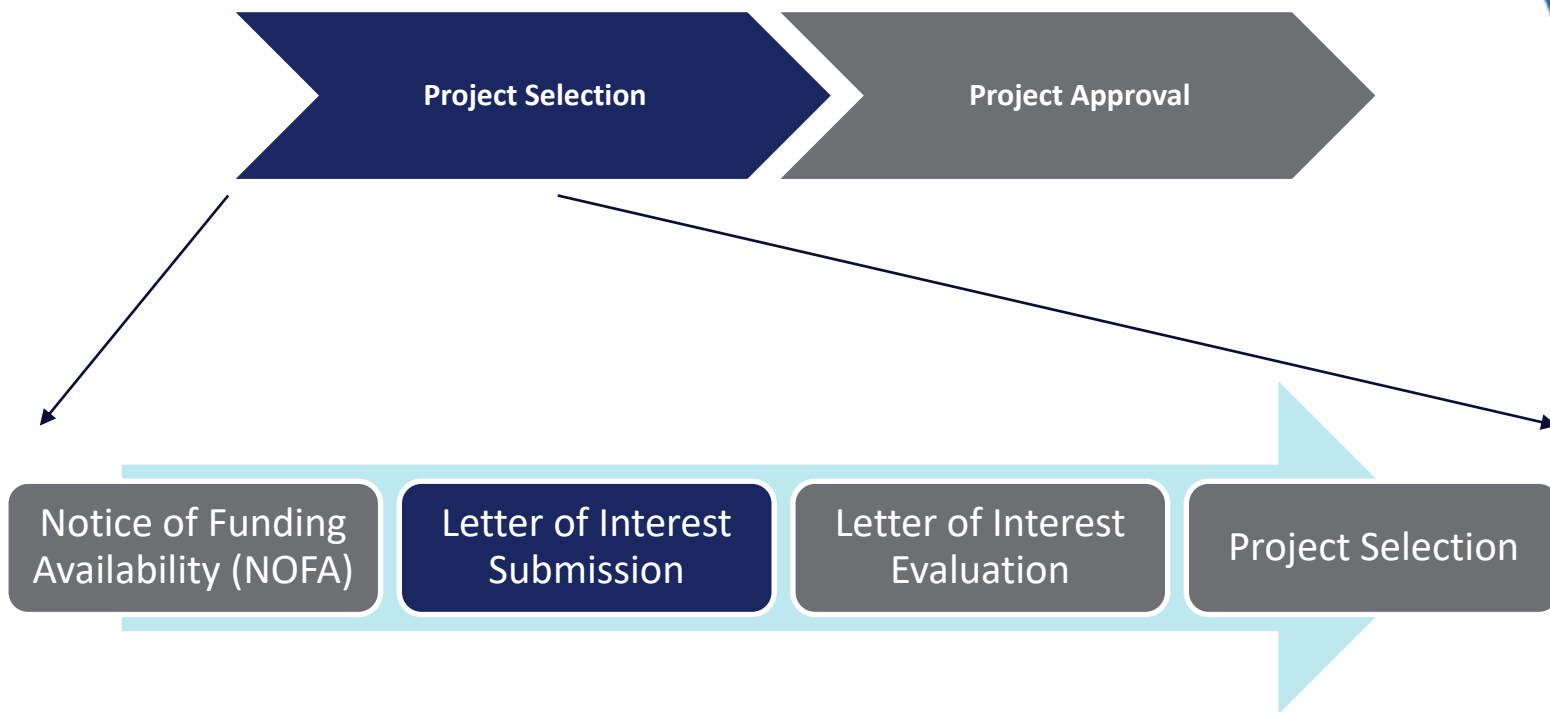 Project Selection
Project Approval
Notice of Funding
Availability (NOFA)
Letter of Interest
Submission
Letter of Interest
Evaluation
Project Selection